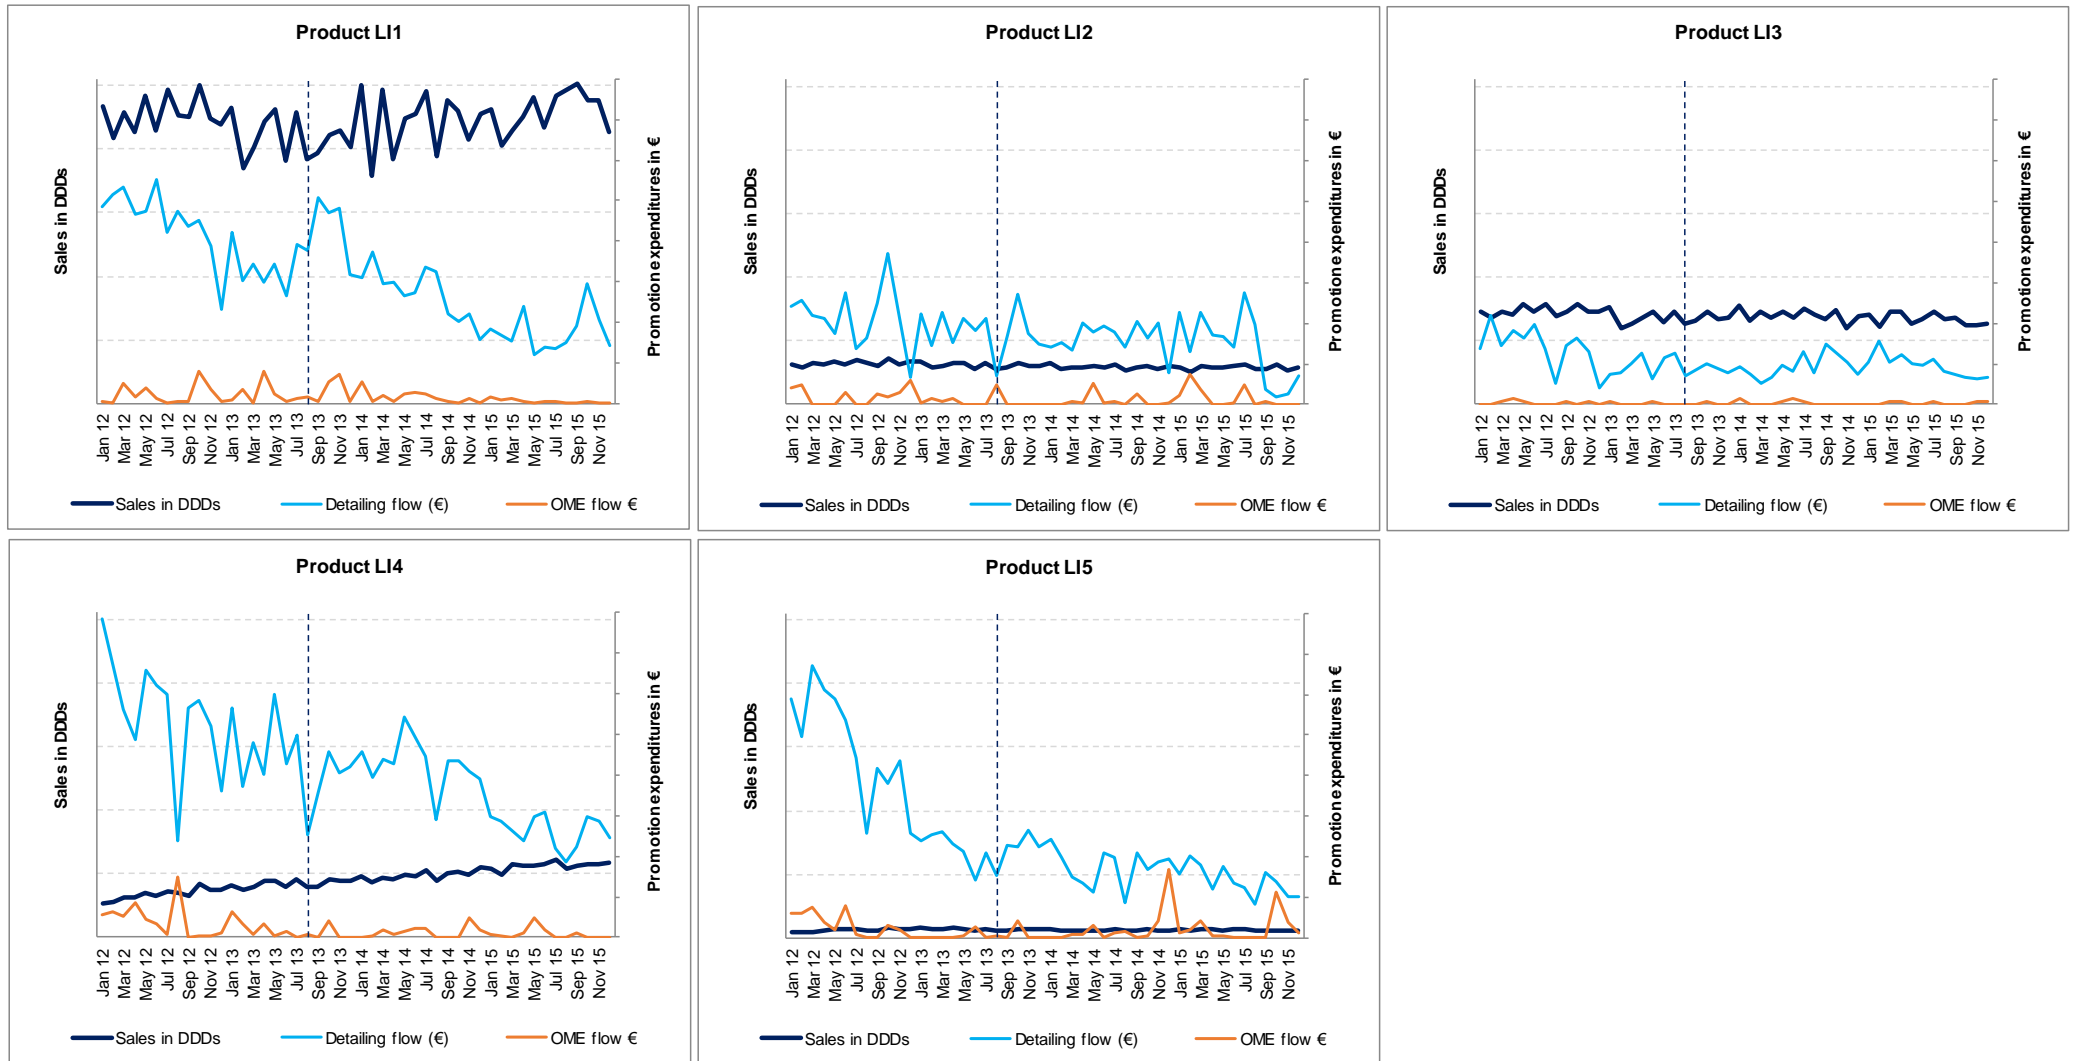 Product LI1
Sales in DDDs
Promotion expenditures in €
Jan 12 Mar 12 May 12 Jul 12 Sep 12 Nov 12 Jan 13 Mar 13 May 13 Jul 13 Sep 13 Nov 13 Jan 14 Mar 14 May 14 Jul 14 Sep 14 Nov 14 Jan 15 Mar 15 May 15 Jul 15 Sep 15 Nov 15
Sales in DDDs Detailing flow (€) OME flow €
Product LI2
Sales in DDDs
Promotion expenditures in €
Jan 12 Mar 12 May 12 Jul 12 Sep 12 Nov 12 Jan 13 Mar 13 May 13 Jul 13 Sep 13 Nov 13 Jan 14 Mar 14 May 14 Jul 14 Sep 14 Nov 14 Jan 15 Mar 15 May 15 Jul 15 Sep 15 Nov 15
Sales in DDDs Detailing flow (€) OME flow €
Product LI3
Sales in DDDs
Promotion expenditures in €
Jan 12 Mar 12 May 12 Jul 12 Sep 12 Nov 12 Jan 13 Mar 13 May 13 Jul 13 Sep 13 Nov 13 Jan 14 Mar 14 May 14 Jul 14 Sep 14 Nov 14 Jan 15 Mar 15 May 15 Jul 15 Sep 15 Nov 15
Sales in DDDs Detailing flow (€) OME flow €
Product LI4
Sales in DDDs
Promotion expenditures in €
Jan 12 Mar 12 May 12 Jul 12 Sep 12 Nov 12 Jan 13 Mar 13 May 13 Jul 13 Sep 13 Nov 13 Jan 14 Mar 14 May 14 Jul 14 Sep 14 Nov 14 Jan 15 Mar 15 May 15 Jul 15 Sep 15 Nov 15
Sales in DDDs Detailing flow (€) OME flow €
Product LI5
Sales in DDDs
Promotion expenditures in €
Jan 12 Mar 12 May 12 Jul 12 Sep 12 Nov 12 Jan 13 Mar 13 May 13 Jul 13 Sep 13 Nov 13 Jan 14 Mar 14 May 14 Jul 14 Sep 14 Nov 14 Jan 15 Mar 15 May 15 Jul 15 Sep 15 Nov 15
Sales in DDDs Detailing flow (€) OME flow €